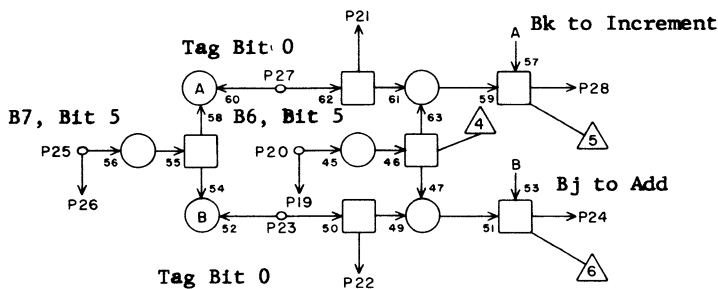 P21
Bk to Increment
Tag Bit 0
A
P27
57
A
60
62
61
59
P28
B7, Bit 5
58
B6, Bit 5
63
4
5
P25
56
55
P20
45
46
54
47
B
53
Bj to Add
P26
P19
B
52
P23
50
49
51
P24
6
Tag Bit 0
P22